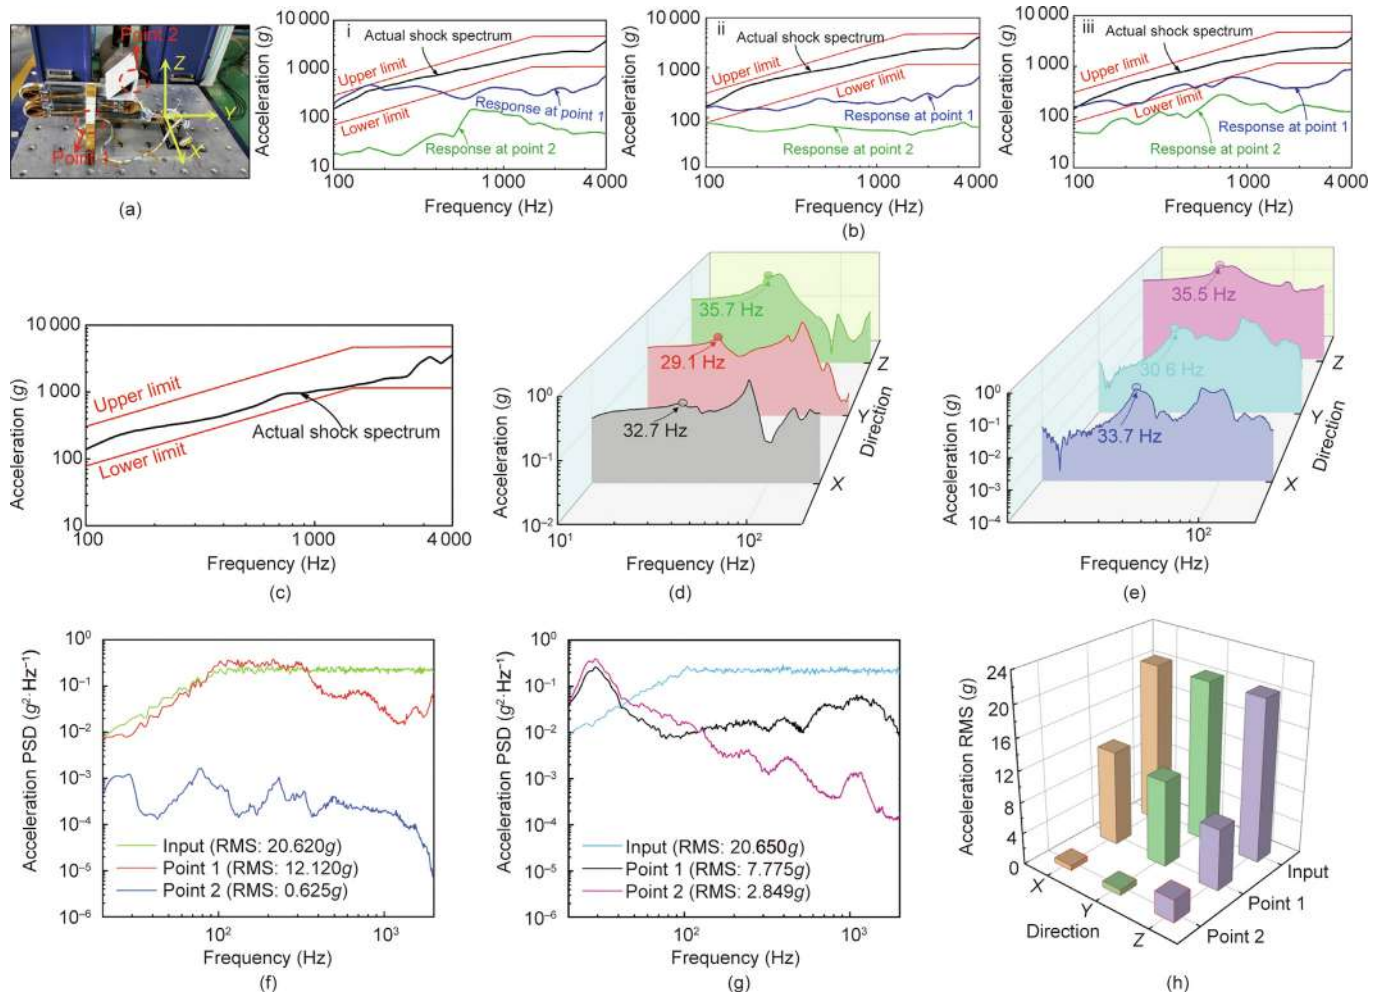 Point 2
Z
Y
X
Point
(a)
i
Acceleration (g)
10 000
1 000
100
10
Actual shock spectrum
Upper limit
Lower limit
Response at point 1
Response at point 2
100
1 000
4 000
Frequency (Hz)
ii
Acceleration (g)
10 000
1 000
100
10
Actual shock spectrum
Upper limit
Lower limit
Response at point 1
Response at point 2
100
1 000
4 000
Frequency (Hz)
(b)
iii
Acceleration (g)
10 000
1 000
100
10
Actual shock spectrum
Upper limit
Lower limit
Response at point 1
Response at point 2
100
1 000
4 000
Frequency (Hz)
Acceleration (g)
10 000
1 000
100
10
Upper limit
Lower limit
Actual shock spectrum
100
1 000
4 000
Frequency (Hz)
(c)
Acceleration (g)
10⁰
10⁻¹
10⁻²
35.7 Hz
29.1 Hz
32.7 Hz
Z
Y
X
Direction
10¹
10²
Frequency (Hz)
(d)
Acceleration (g)
10⁰
10⁻¹
10⁻²
10⁻³
10⁻⁴
35.5 Hz
30.6 Hz
33.7 Hz
Z
Y
X
Direction
10²
Frequency (Hz)
(e)
Acceleration PSD (g²·Hz⁻¹)
10⁰
10⁻¹
10⁻²
10⁻³
10⁻⁴
10⁻⁵
10⁻⁶
Input (RMS: 20.620g)
Point 1 (RMS: 12.120g)
Point 2 (RMS: 0.625g)
10²
10³
Frequency (Hz)
(f)
Acceleration PSD (g²·Hz⁻¹)
10⁰
10⁻¹
10⁻²
10⁻³
10⁻⁴
10⁻⁵
10⁻⁶
Input (RMS: 20.650g)
Point 1 (RMS: 7.775g)
Point 2 (RMS: 2.849g)
10²
10³
Frequency (Hz)
(g)
Acceleration RMS (g)
24
20
16
12
8
4
0
X
Y
Z
Direction
Input
Point 1
Point 2
(h)